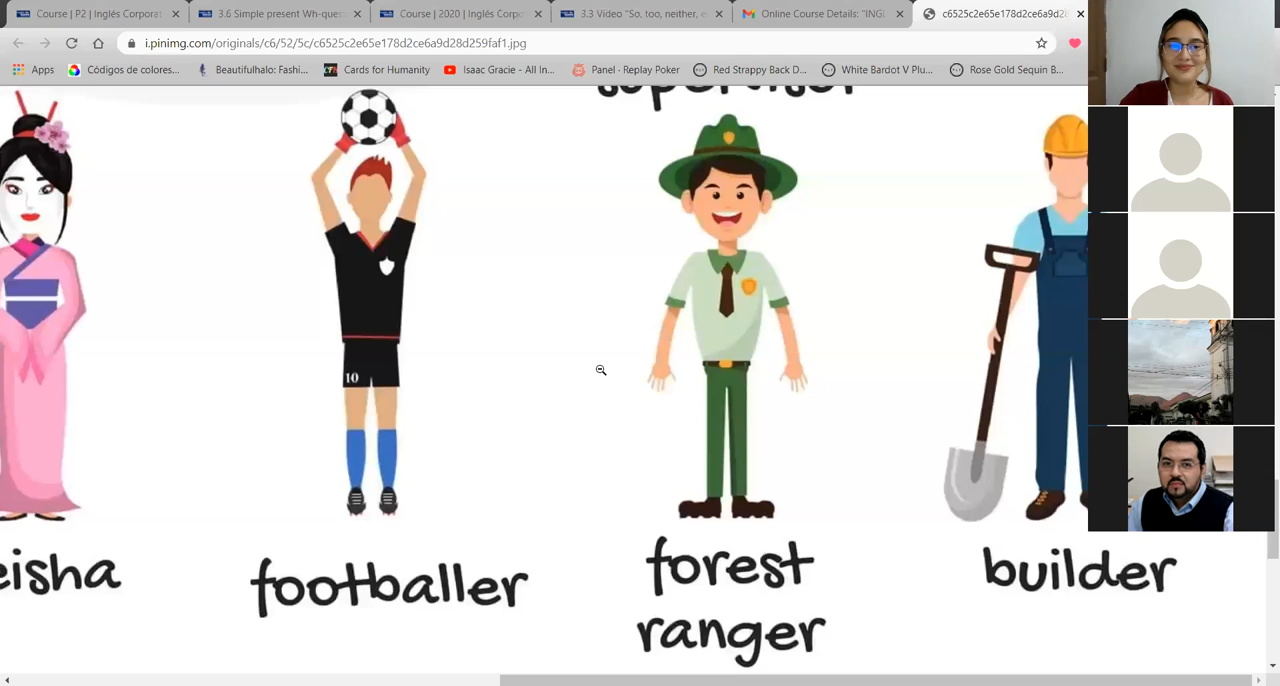 Course | P2 | Inglés Corporat
3.6 Simple present Wh-ques
Course | 2020 | Inglés Corpo
3.3 Video "So, too, neither, e
Online Course Details: "INGL
c6525c2e65e178d2ce6a9d28
i.pinimg.com/originals/c6/52/5c/c6525c2e65e178d2ce6a9d28d259faf1.jpg
Apps
Códigos de colores...
Beautifulhalo: Fashi...
Cards for Humanity
Isaac Gracie - All In...
Panel · Replay Poker
Red Strappy Back D...
White Bardot V Plu...
Rose Gold Sequin B...
10
eisha
footballer
forest
ranger
builder